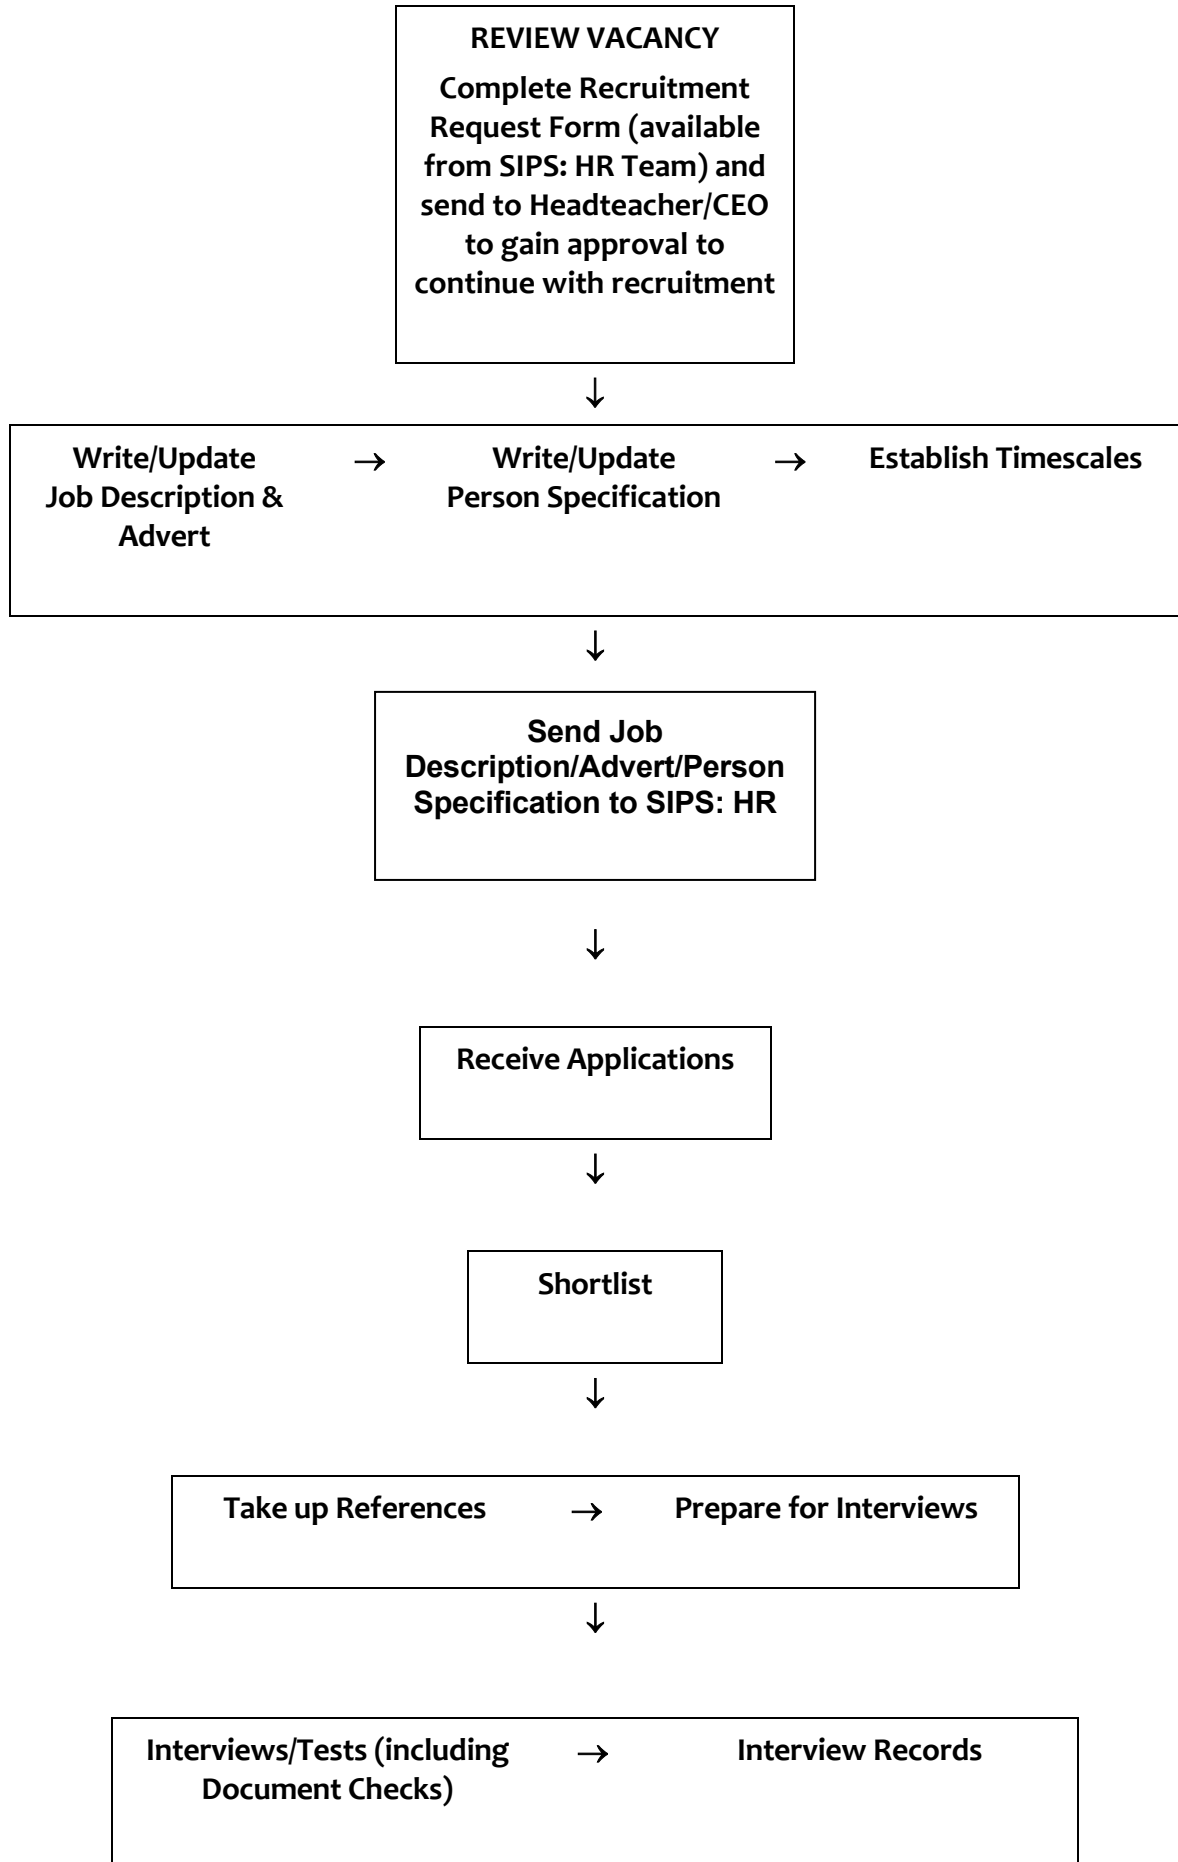 REVIEW VACANCY
Complete Recruitment
Request Form (available
from SIPS: HR Team) and
send to Headteacher/CEO
to gain approval to
continue with recruitment
↓
Write/Update → Write/Update → Establish Timescales
Job Description & Person Specification
Advert
↓
Send Job
Description/Advert/Person
Specification to SIPS: HR
↓
Receive Applications
↓
Shortlist
↓
Take up References → Prepare for Interviews
↓
Interviews/Tests (including → Interview Records
Document Checks)